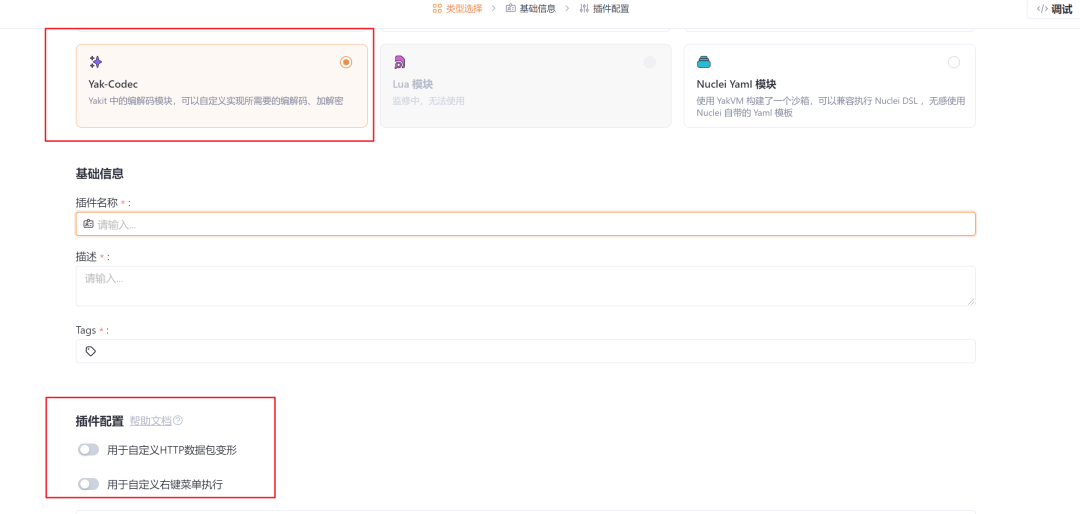 类型选择 > 基础信息 > 插件配置
</> 调试
Yak-Codec
Yakit 中的编解码模块，可以自定义实现所需要的编解码、加解密
Lua 模块
监修中，无法使用
Nuclei Yaml 模块
使用 YakVM 构建了一个沙箱，可以兼容执行 Nuclei DSL ，无感使用
Nuclei 自带的 Yaml 模板
基础信息
插件名称 * :
请输入...
描述 * :
请输入...
Tags * :
插件配置 帮助文档
用于自定义HTTP数据包变形
用于自定义右键菜单执行